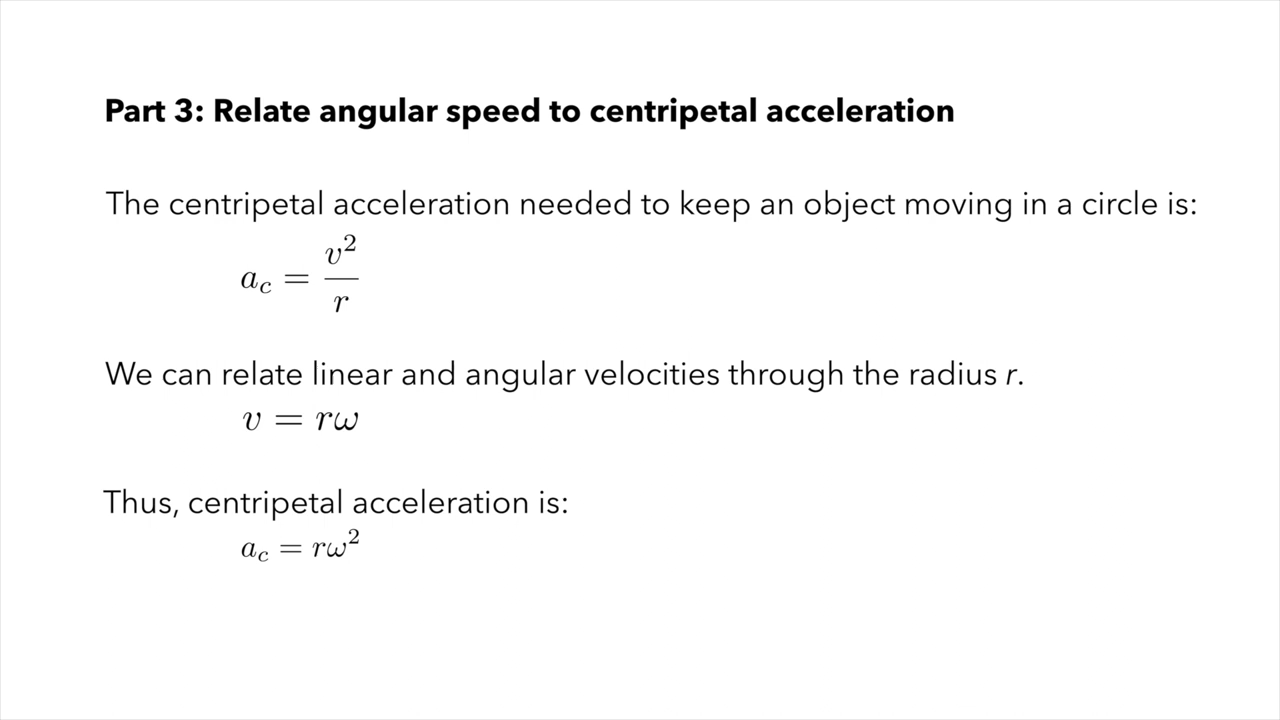 Part 3: Relate angular speed to centripetal acceleration
The centripetal acceleration needed to keep an object moving in a circle is:
a_c = v^2/r
We can relate linear and angular velocities through the radius r.
v = rω
Thus, centripetal acceleration is:
a_c = rω^2